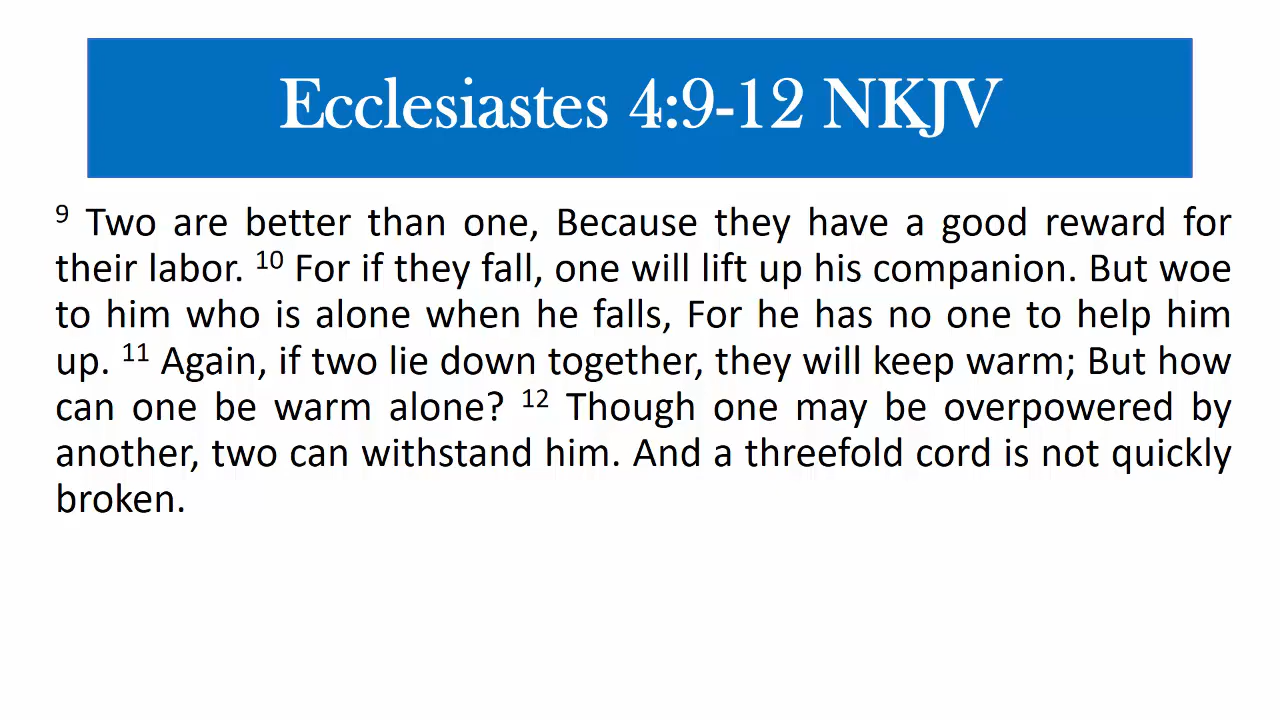 Ecclesiastes 4:9-12 NKJV
⁹ Two are better than one, Because they have a good reward for
their labor. ¹⁰ For if they fall, one will lift up his companion. But woe
to him who is alone when he falls, For he has no one to help him
up. ¹¹ Again, if two lie down together, they will keep warm; But how
can one be warm alone? ¹² Though one may be overpowered by
another, two can withstand him. And a threefold cord is not quickly
broken.